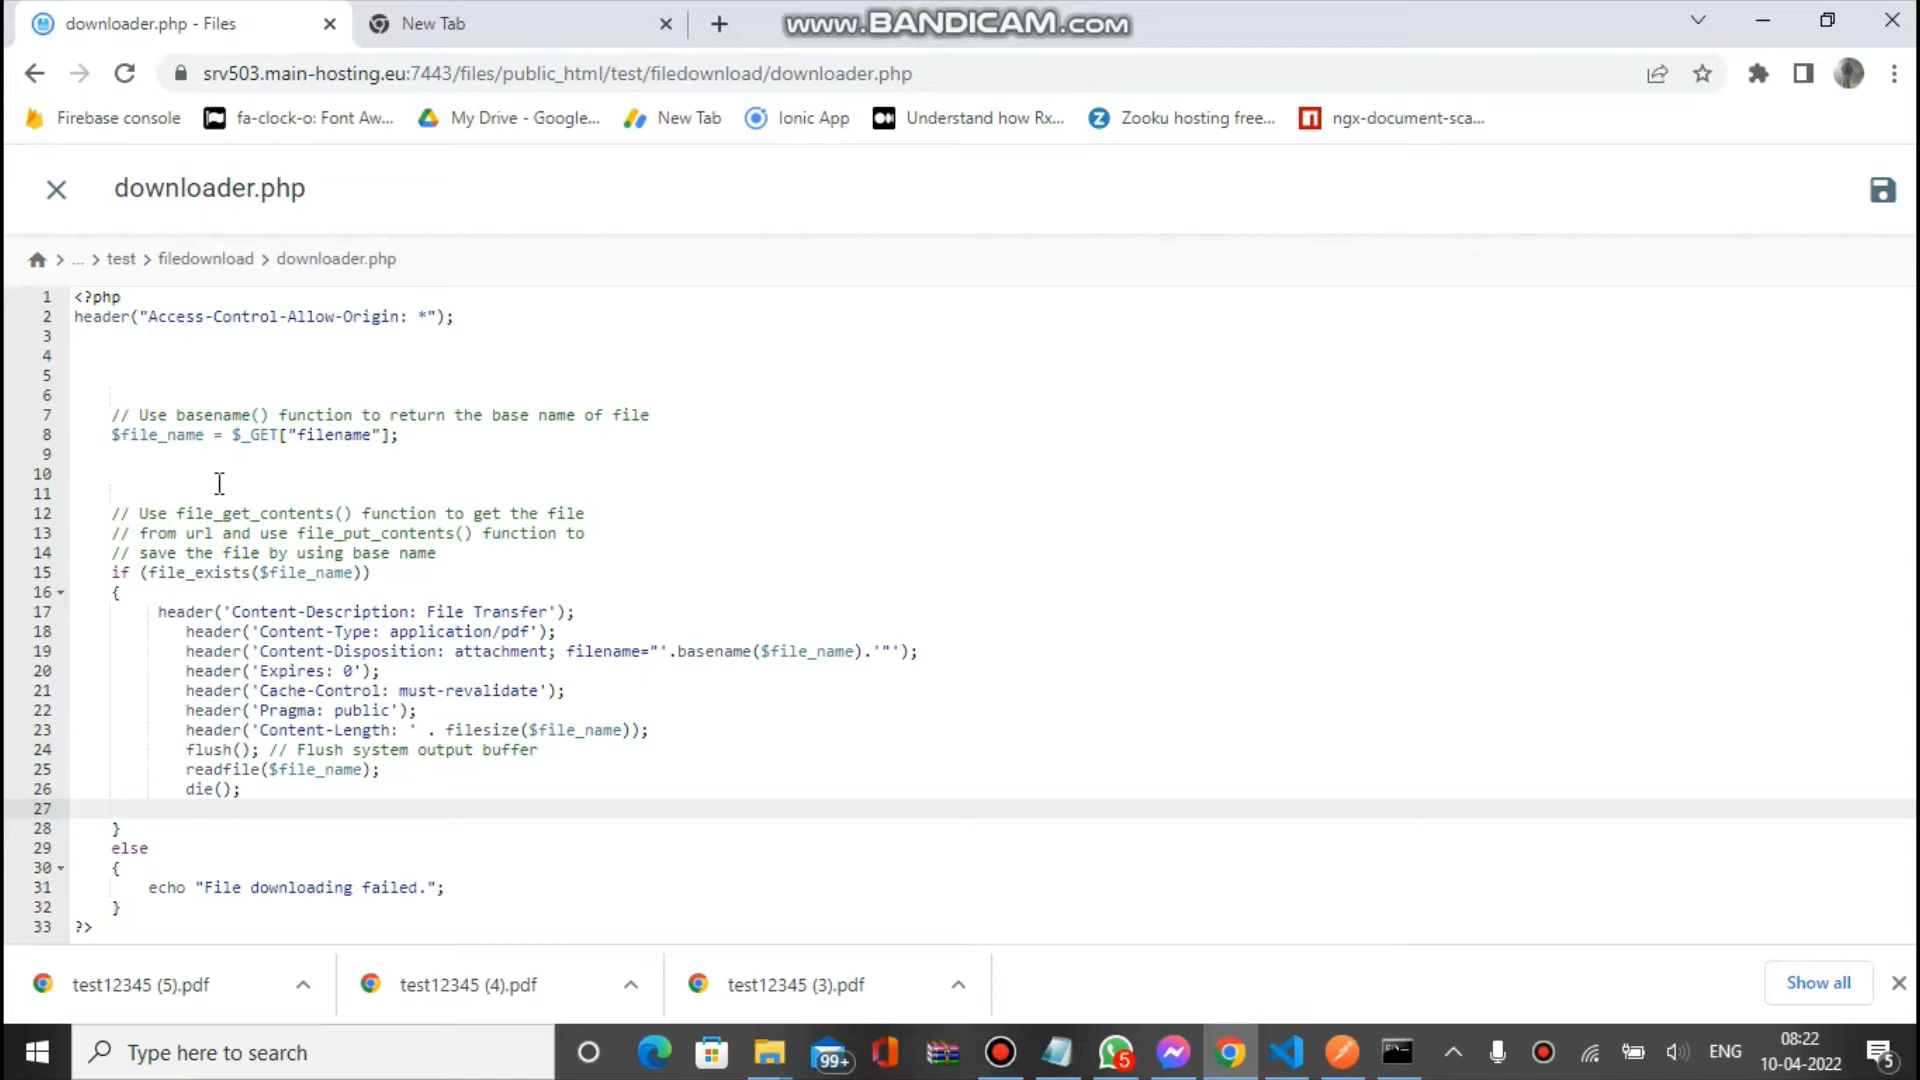 downloader.php - Files
New Tab
www.BANDICAM.com
srv503.main-hosting.eu:7443/files/public_html/test/filedownload/downloader.php
Firebase console
fa-clock-o: Font Aw...
My Drive - Google...
New Tab
Ionic App
Understand how Rx...
Zooku hosting free...
ngx-document-sca...
downloader.php
... > test > filedownload > downloader.php
1 <?php
2 header("Access-Control-Allow-Origin: *");
3
4
5
6
7 // Use basename() function to return the base name of file
8 $file_name = $_GET["filename"];
9
10
11
12 // Use file_get_contents() function to get the file
13 // from url and use file_put_contents() function to
14 // save the file by using base name
15 if (file_exists($file_name))
16 {
17 header('Content-Description: File Transfer');
18 header('Content-Type: application/pdf');
19 header('Content-Disposition: attachment; filename="'.basename($file_name).'"');
20 header('Expires: 0');
21 header('Cache-Control: must-revalidate');
22 header('Pragma: public');
23 header('Content-Length: ' . filesize($file_name));
24 flush(); // Flush system output buffer
25 readfile($file_name);
26 die();
27
28 }
29 else
30 {
31 echo "File downloading failed.";
32 }
33 ?>
test12345 (5).pdf
test12345 (4).pdf
test12345 (3).pdf
Show all
Type here to search
99+
5
ENG
08:22
10-04-2022
5